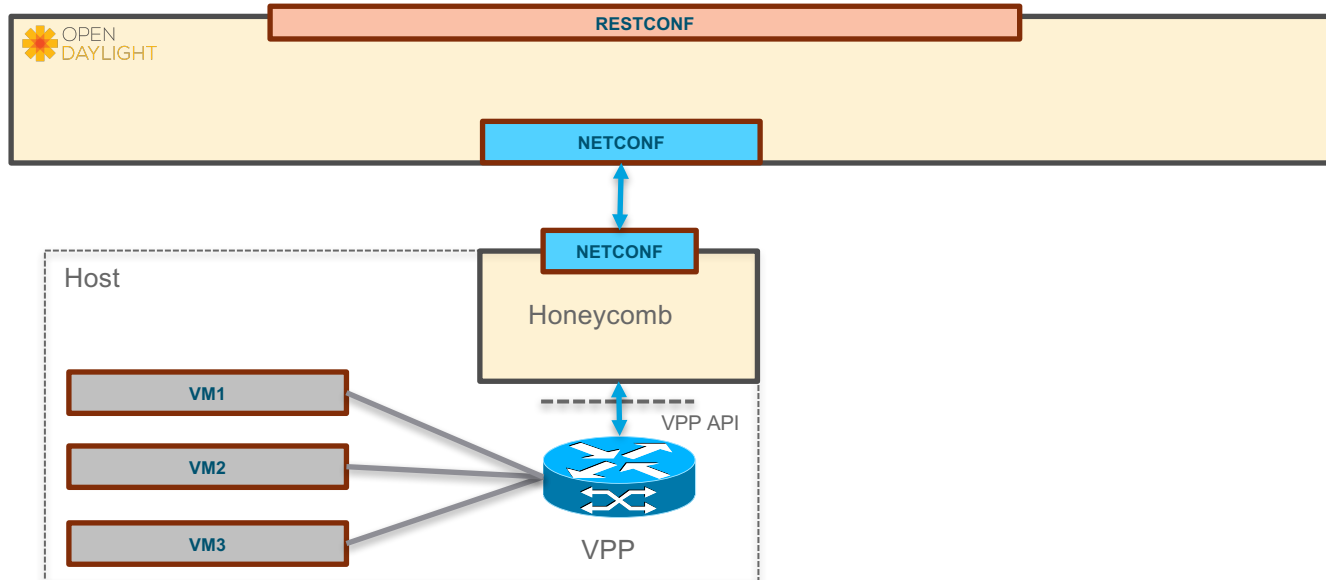 RESTCONF
OPEN
DAYLIGHT
NETCONF
NETCONF
Host
Honeycomb
VM1
VPP API
VM2
VM3
VPP